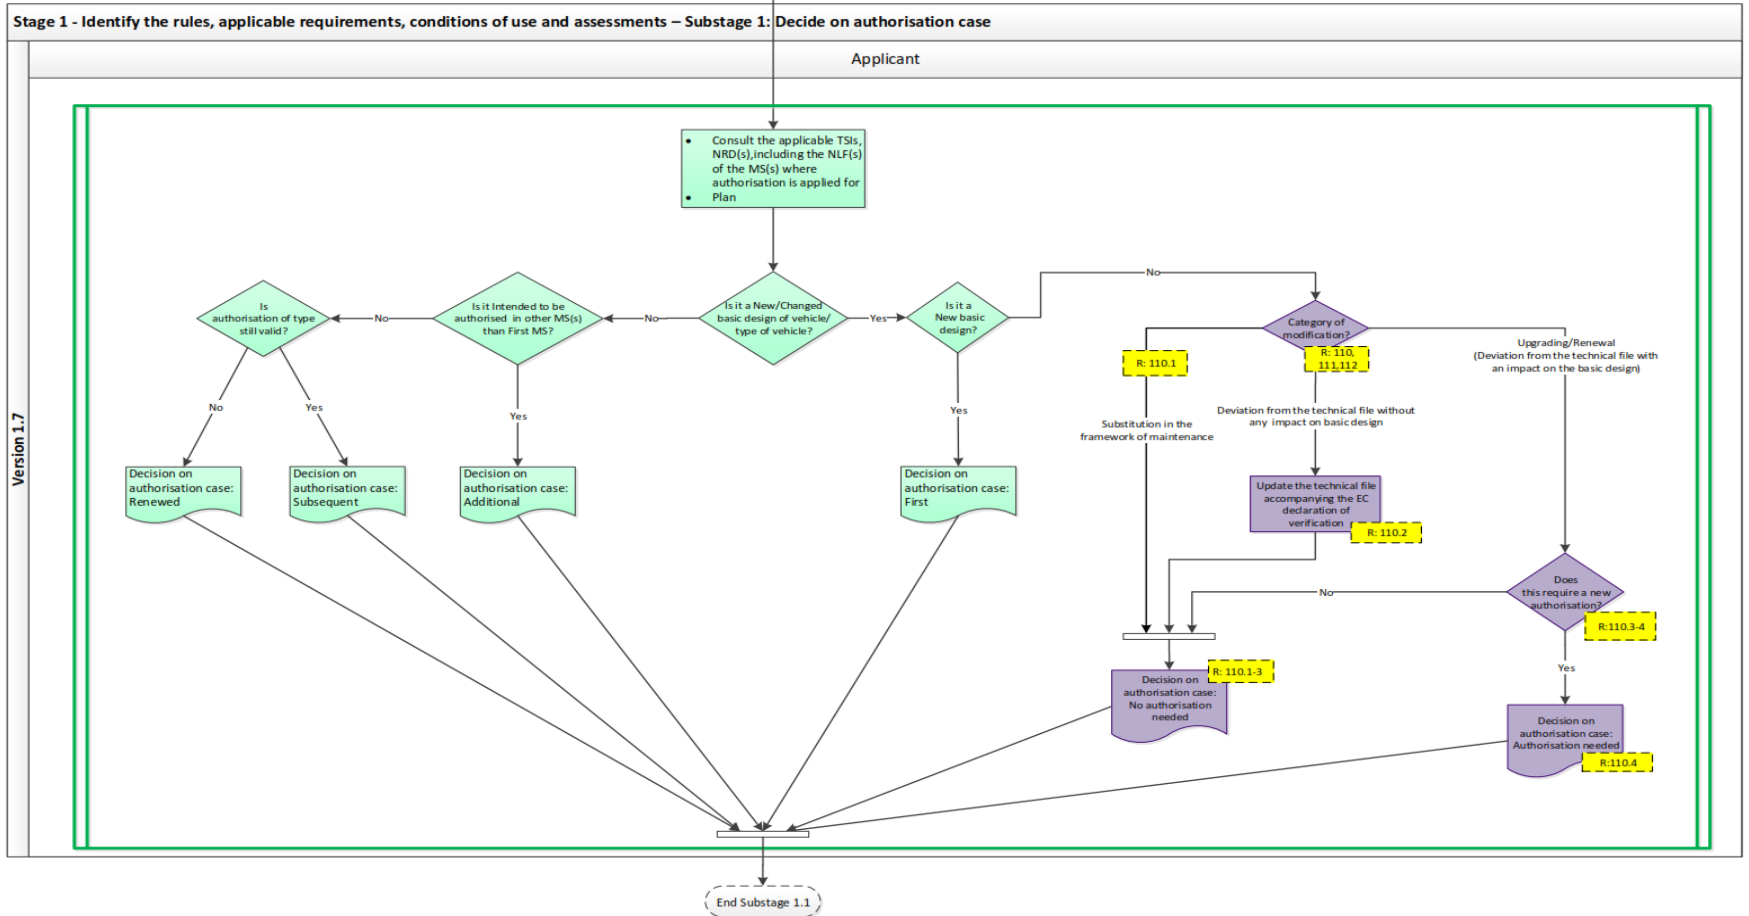 Stage 1 - Identify the rules, applicable requirements, conditions of use and assessments – Substage 1: Decide on authorisation case
Applicant
Version 1.7
• Consult the applicable TSIs,
NRD(s),including the NLF(s)
of the MS(s) where
authorisation is applied for
• Plan
Is
authorisation of type
still valid?
No
Is it Intended to be
authorised in other MS(s)
than First MS?
No
Is it a New/Changed
basic design of vehicle/
type of vehicle?
Yes
Is it a
New basic
design?
No
Category of
modification?
R: 110,
111,112
R: 110.1
Upgrading/Renewal
(Deviation from the technical file with
an impact on the basic design)
No
Yes
Yes
Yes
Substitution in the
framework of maintenance
Deviation from the technical file without
any impact on basic design
Decision on
authorisation case:
Renewed
Decision on
authorisation case:
Subsequent
Decision on
authorisation case:
Additional
Decision on
authorisation case:
First
Update the technical file
accompanying the EC
declaration of
verification
R: 110.2
Does
this require a new
authorisation?
R:110.3-4
No
Yes
Decision on
authorisation case:
No authorisation
needed
R: 110.1-3
Decision on
authorisation case:
Authorisation needed
R:110.4
End Substage 1.1